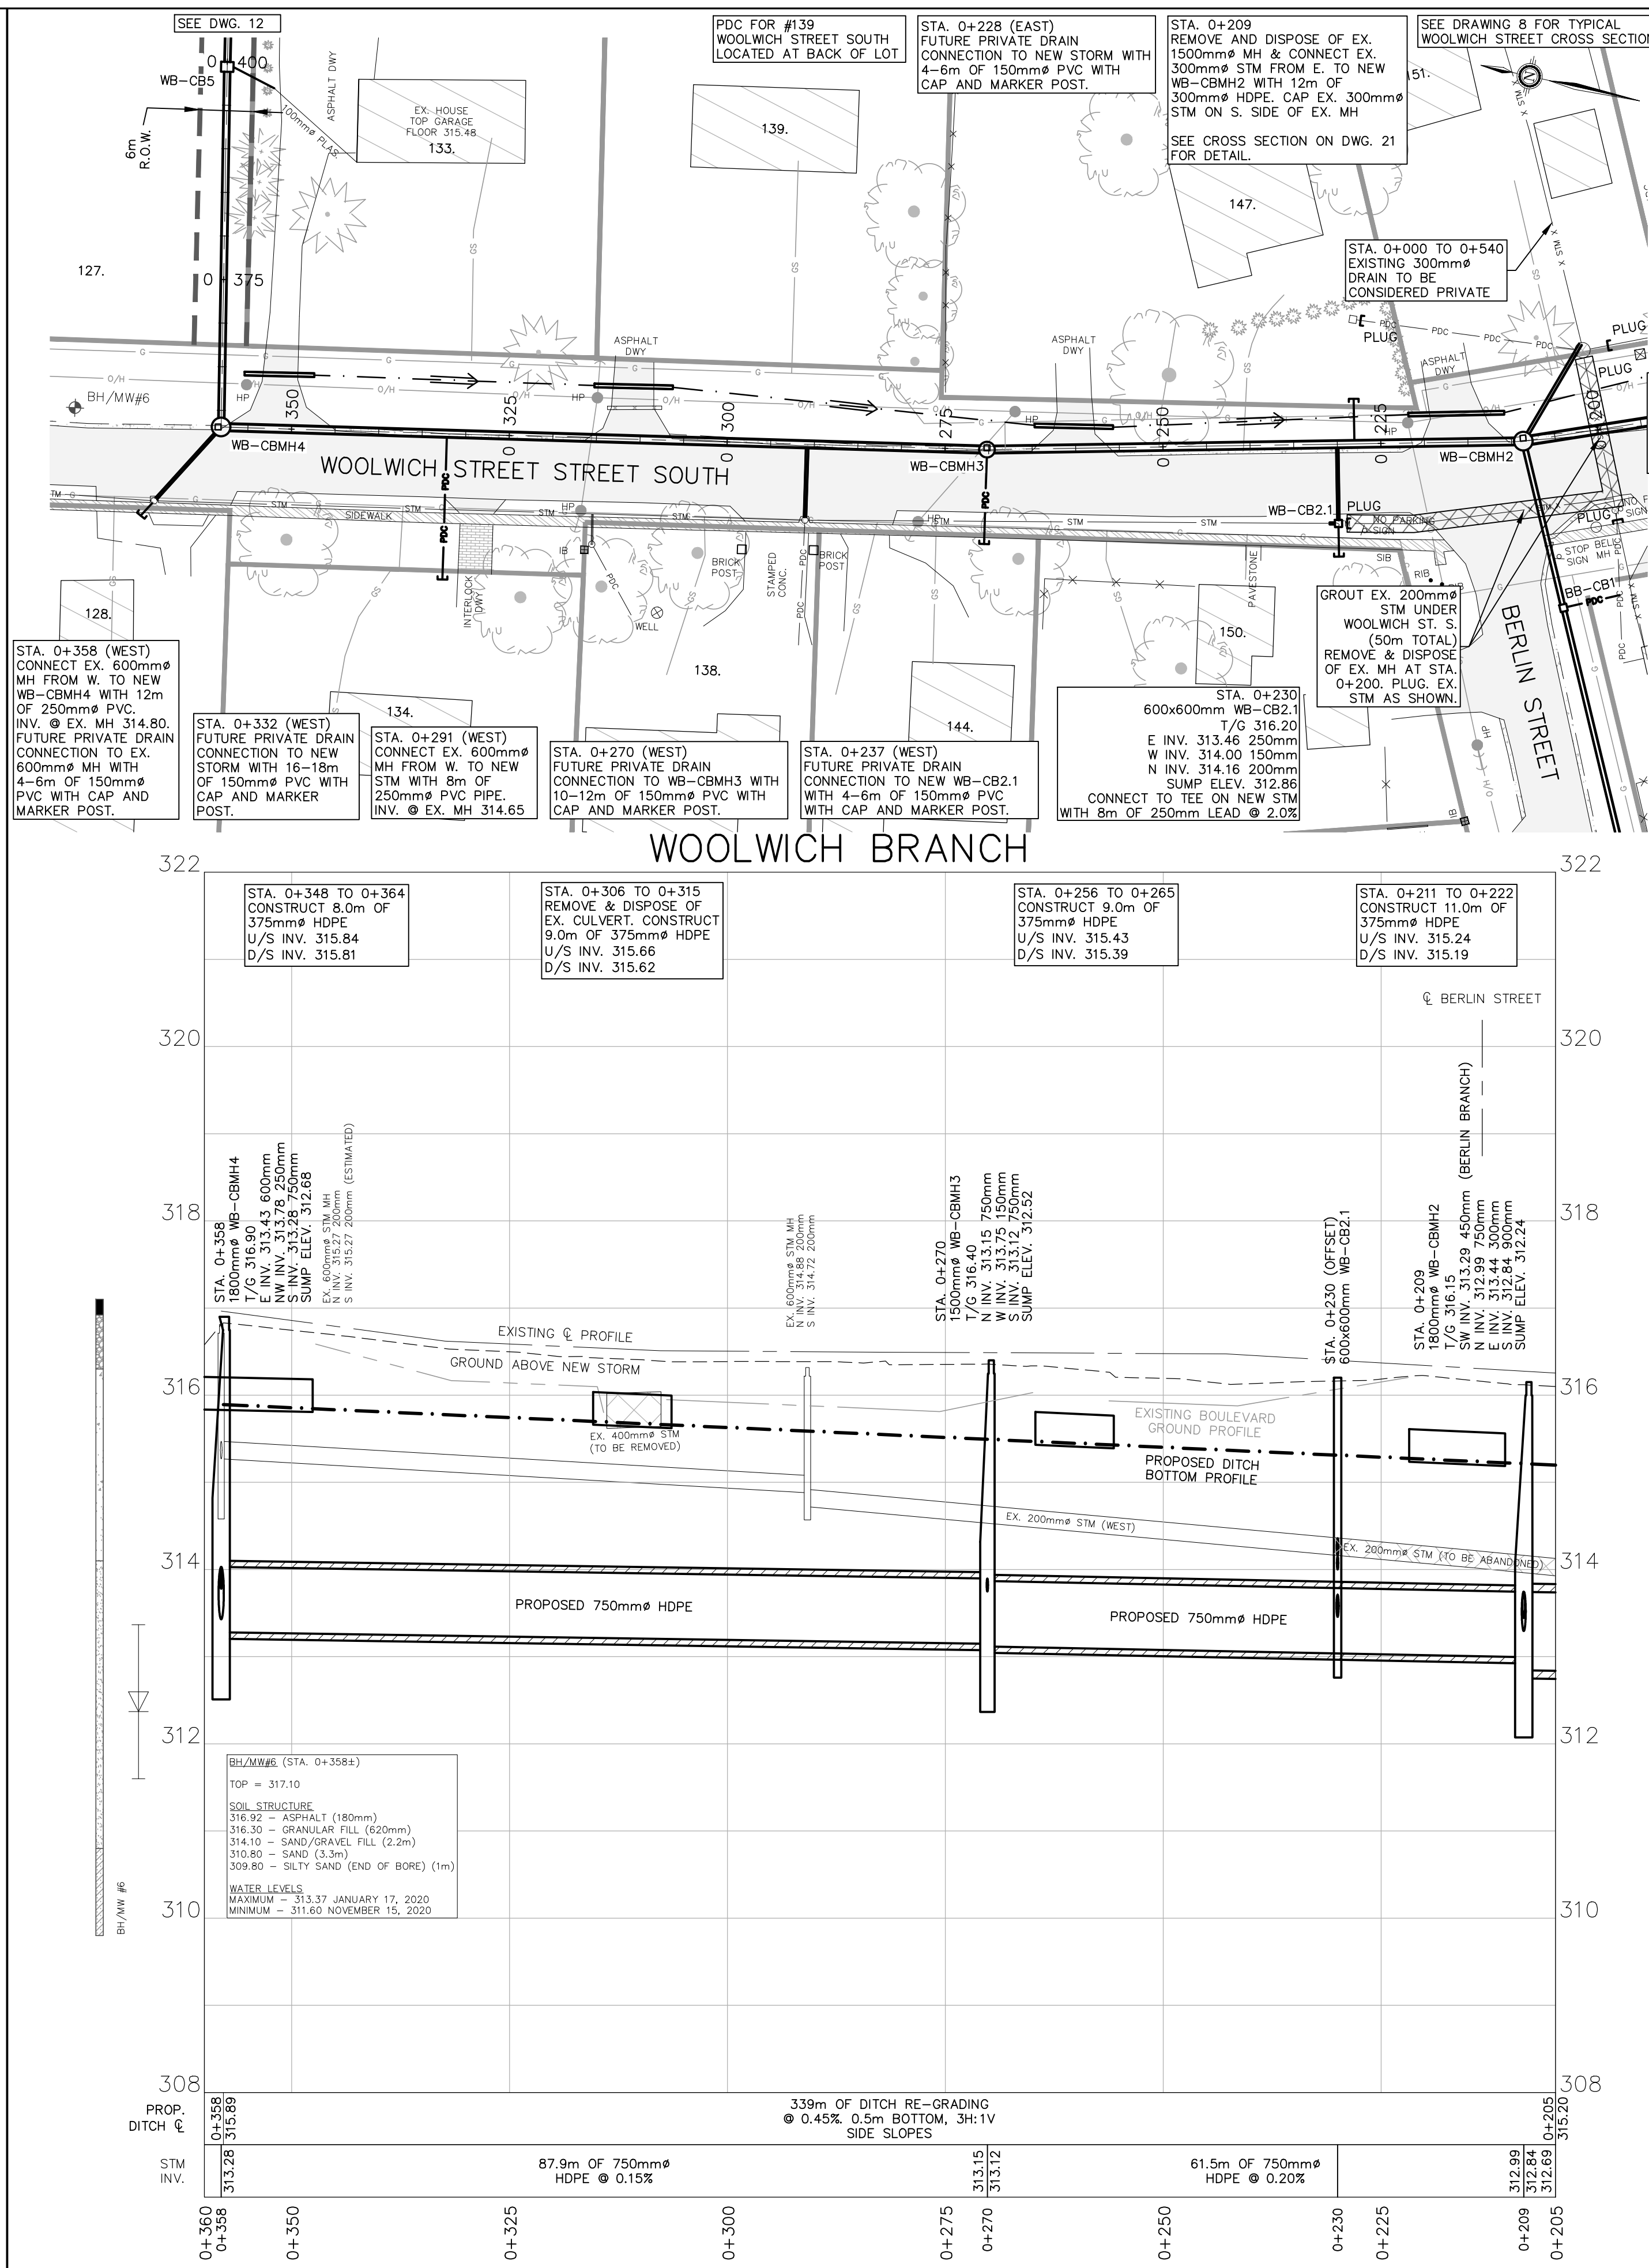 SEE DWG. 12
PDC FOR #139
WOOLWICH STREET SOUTH
LOCATED AT BACK OF LOT
STA. 0+228 (EAST)
FUTURE PRIVATE DRAIN
CONNECTION TO NEW STORM WITH
4-6m OF 150mmø PVC WITH
CAP AND MARKER POST.
STA. 0+209
REMOVE AND DISPOSE OF EX.
1500mmø MH & CONNECT EX.
300mmø STM FROM E. TO NEW
WB-CBMH2 WITH 12m OF
300mmø HDPE. CAP EX. 300mmø
STM ON S. SIDE OF EX. MH
SEE CROSS SECTION ON DWG. 21
FOR DETAIL.
SEE DRAWING 8 FOR TYPICAL
WOOLWICH STREET CROSS SECTION
0 400
WB-CB5
6m
R.O.W.
100mmø PLAS.
ASPHALT DWY
EX. HOUSE
TOP GARAGE
FLOOR 315.48
133.
139.
147.
151.
N
127.
0 375
STA. 0+000 TO 0+540
EXISTING 300mmø
DRAIN TO BE
CONSIDERED PRIVATE
BH/MW#6
HP
0 350
0 325
0 300
0 275
0 250
0 225
0 200
ASPHALT
DWY
ASPHALT
DWY
ASPHALT
DWY
PLUG
PLUG
PLUG
WB-CBMH4
WOOLWICH STREET STREET SOUTH
WB-CBMH3
WB-CBMH2
WB-CB2.1
PLUG
NO PARKING
SIGN
PLUG
STOP BELL
SIGN MH
SIDEWALK
STM
PDC
GS
INTERLOCK
DWY
IB
WELL
BRICK
POST
STAMPED
CONC.
BRICK
POST
PAVESTONE
SIB
RIB
BB-CB1
BERLIN STREET
128.
134.
138.
144.
150.
GROUT EX. 200mmø
STM UNDER
WOOLWICH ST. S.
(50m TOTAL)
REMOVE & DISPOSE
OF EX. MH AT STA.
0+200. PLUG. EX.
STM AS SHOWN.
STA. 0+358 (WEST)
CONNECT EX. 600mmø
MH FROM W. TO NEW
WB-CBMH4 WITH 12m
OF 250mmø PVC.
INV. @ EX. MH 314.80.
FUTURE PRIVATE DRAIN
CONNECTION TO EX.
600mmø MH WITH
4-6m OF 150mmø
PVC WITH CAP AND
MARKER POST.
STA. 0+332 (WEST)
FUTURE PRIVATE DRAIN
CONNECTION TO NEW
STORM WITH 16-18m
OF 150mmø PVC WITH
CAP AND MARKER
POST.
STA. 0+291 (WEST)
CONNECT EX. 600mmø
MH FROM W. TO NEW
STM WITH 8m OF
250mmø PVC PIPE.
INV. @ EX. MH 314.65
STA. 0+270 (WEST)
FUTURE PRIVATE DRAIN
CONNECTION TO WB-CBMH3 WITH
10-12m OF 150mmø PVC WITH
CAP AND MARKER POST.
STA. 0+237 (WEST)
FUTURE PRIVATE DRAIN
CONNECTION TO NEW WB-CB2.1
WITH 4-6m OF 150mmø PVC
WITH CAP AND MARKER POST.
STA. 0+230
600x600mm WB-CB2.1
T/G 316.20
E INV. 313.46 250mm
W INV. 314.00 150mm
N INV. 314.16 200mm
SUMP ELEV. 312.86
CONNECT TO TEE ON NEW STM
WITH 8m OF 250mm LEAD @ 2.0%
WOOLWICH BRANCH
322
322
STA. 0+348 TO 0+364
CONSTRUCT 8.0m OF
375mmø HDPE
U/S INV. 315.84
D/S INV. 315.81
STA. 0+306 TO 0+315
REMOVE & DISPOSE OF
EX. CULVERT. CONSTRUCT
9.0m OF 375mmø HDPE
U/S INV. 315.66
D/S INV. 315.62
STA. 0+256 TO 0+265
CONSTRUCT 9.0m OF
375mmø HDPE
U/S INV. 315.43
D/S INV. 315.39
STA. 0+211 TO 0+222
CONSTRUCT 11.0m OF
375mmø HDPE
U/S INV. 315.24
D/S INV. 315.19
℄ BERLIN STREET
320
320
STA. 0+358
1800mmø WB-CBMH4
T/G 316.90
E INV. 313.43 600mm
NW INV. 313.78 250mm
S INV. 313.28 750mm
SUMP ELEV. 312.68
EX. 600mmø STM MH
N INV. 315.27 200mm
S INV. 315.27 200mm (ESTIMATED)
EX. 600mmø STM MH
N INV. 314.88 200mm
S INV. 314.72 200mm
STA. 0+270
1500mmø WB-CBMH3
T/G 316.40
N INV. 313.15 750mm
W INV. 313.75 150mm
S INV. 313.12 750mm
SUMP ELEV. 312.52
STA. 0+230 (OFFSET)
600x600mm WB-CB2.1
STA. 0+209
1800mmø WB-CBMH2
T/G 316.15
SW INV. 313.29 450mm (BERLIN BRANCH)
N INV. 312.99 750mm
E INV. 313.44 300mm
S INV. 312.84 900mm
SUMP ELEV. 312.24
318
318
EXISTING ℄ PROFILE
GROUND ABOVE NEW STORM
316
316
EX. 400mmø STM
(TO BE REMOVED)
EXISTING BOULEVARD
GROUND PROFILE
PROPOSED DITCH
BOTTOM PROFILE
EX. 200mmø STM (WEST)
EX. 200mmø STM (TO BE ABANDONED)
314
314
PROPOSED 750mmø HDPE
PROPOSED 750mmø HDPE
312
312
BH/MW#6 (STA. 0+358±)
TOP = 317.10
SOIL STRUCTURE
316.92 - ASPHALT (180mm)
316.30 - GRANULAR FILL (620mm)
314.10 - SAND/GRAVEL FILL (2.2m)
310.80 - SAND (3.3m)
309.80 - SILTY SAND (END OF BORE) (1m)
WATER LEVELS
MAXIMUM - 313.37 JANUARY 17, 2020
MINIMUM - 311.60 NOVEMBER 15, 2020
BH/MW #6
310
310
308
308
PROP.
DITCH ℄
0+358
315.89
339m OF DITCH RE-GRADING
@ 0.45%. 0.5m BOTTOM, 3H:1V
SIDE SLOPES
0+205
315.20
STM
INV.
313.28
87.9m OF 750mmø
HDPE @ 0.15%
313.15
313.12
61.5m OF 750mmø
HDPE @ 0.20%
312.99
312.84
312.69
0+360
0+358
0+350
0+325
0+300
0+275
0+270
0+250
0+230
0+225
0+209
0+205